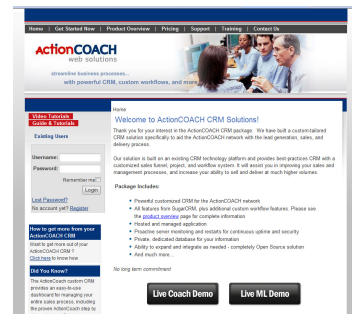 Home | Get Started Now | Product Overview | Pricing | Support | Training | Contact Us
ActionCOACH
web solutions
streamline business processes...
with powerful CRM, custom workflows, and more
Video Tutorials
Guide & Tutorials
Existing Users
Username:
Password:
Remember me
Login
Lost Password?
No account yet? Register
How to get more from your
ActionCOACH CRM
Want to get more out of your
ActionCOACH CRM ?
Click here to know how
Did You Know?
The ActionCoach custom CRM
provides an easy-to-use
dashboard for managing your
entire sales process, including
the proven ActionCoach step by
Home
Welcome to ActionCOACH CRM Solutions!
Thank you for your interest in the ActionCOACH CRM package. We have built a custom-tailored
CRM solution specifically to aid the ActionCOACH network with the lead generation, sales, and
delivery process.
Our solution is built on an existing CRM technology platform and provides best-practices CRM with a
customized sales funnel, project, and workflow system. It will assist you in improving your sales and
management processes, and increase your ability to sell and deliver at much higher volumes.
Package Includes:
Powerful customized CRM for the ActionCOACH network
All features from SugarCRM, plus additional custom workflow features. Please see
the product overview page for complete information
Hosted and managed application
Proactive server monitoring and restarts for continuous uptime and security
Private, dedicated database for your information
Ability to expand and integrate as needed - completely Open Source solution
And much more...
No long term commitment
Live Coach Demo
Live ML Demo